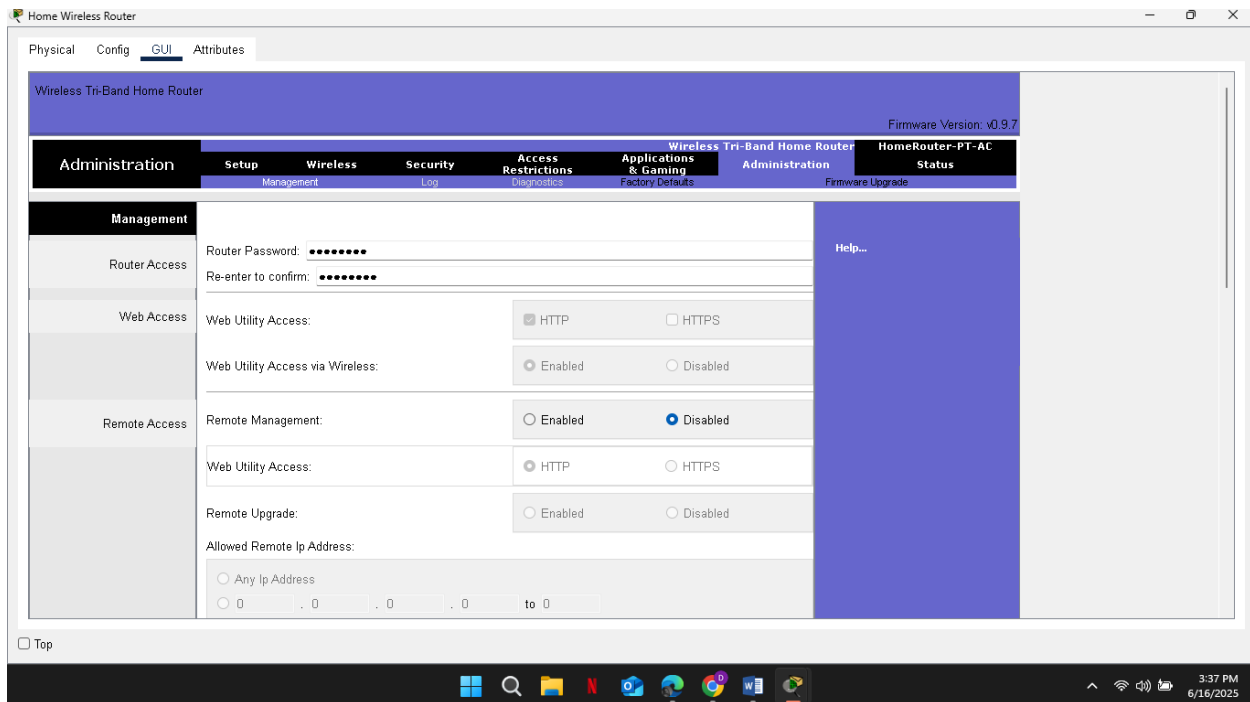 Home Wireless Router
Physical Config GUI Attributes
Wireless Tri-Band Home Router
Firmware Version: v0.9.7
Wireless Tri-Band Home Router HomeRouter-PT-AC
Administration Setup Wireless Security Access Restrictions Applications & Gaming Administration Status
Management Log Diagnostics Factory Defaults Firmware Upgrade
Management
Help...
Router Access
Router Password: ●●●●●●●●
Re-enter to confirm: ●●●●●●●●
Web Access
Web Utility Access: HTTP HTTPS
Web Utility Access via Wireless: Enabled Disabled
Remote Access
Remote Management: Enabled Disabled
Web Utility Access: HTTP HTTPS
Remote Upgrade: Enabled Disabled
Allowed Remote Ip Address:
Any Ip Address
0 . 0 . 0 . 0 to 0
Top
3:37 PM
6/16/2025